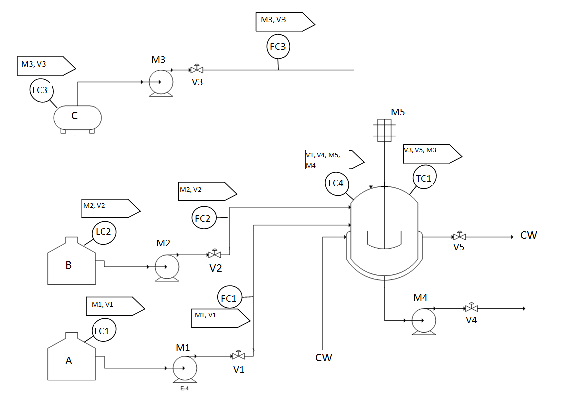 M3, V3
FC3
M3
M3, V3
V3
LC3
C
M5
V1, V4, M5,
M4
V3, V5, M3
LC4
TC1
M2, V2
M2, V2
FC2
LC2
M2
V2
B
V5
CW
FC1
M1, V1
M1, V1
LC1
M4
V4
M1
V1
A
CW
E-4